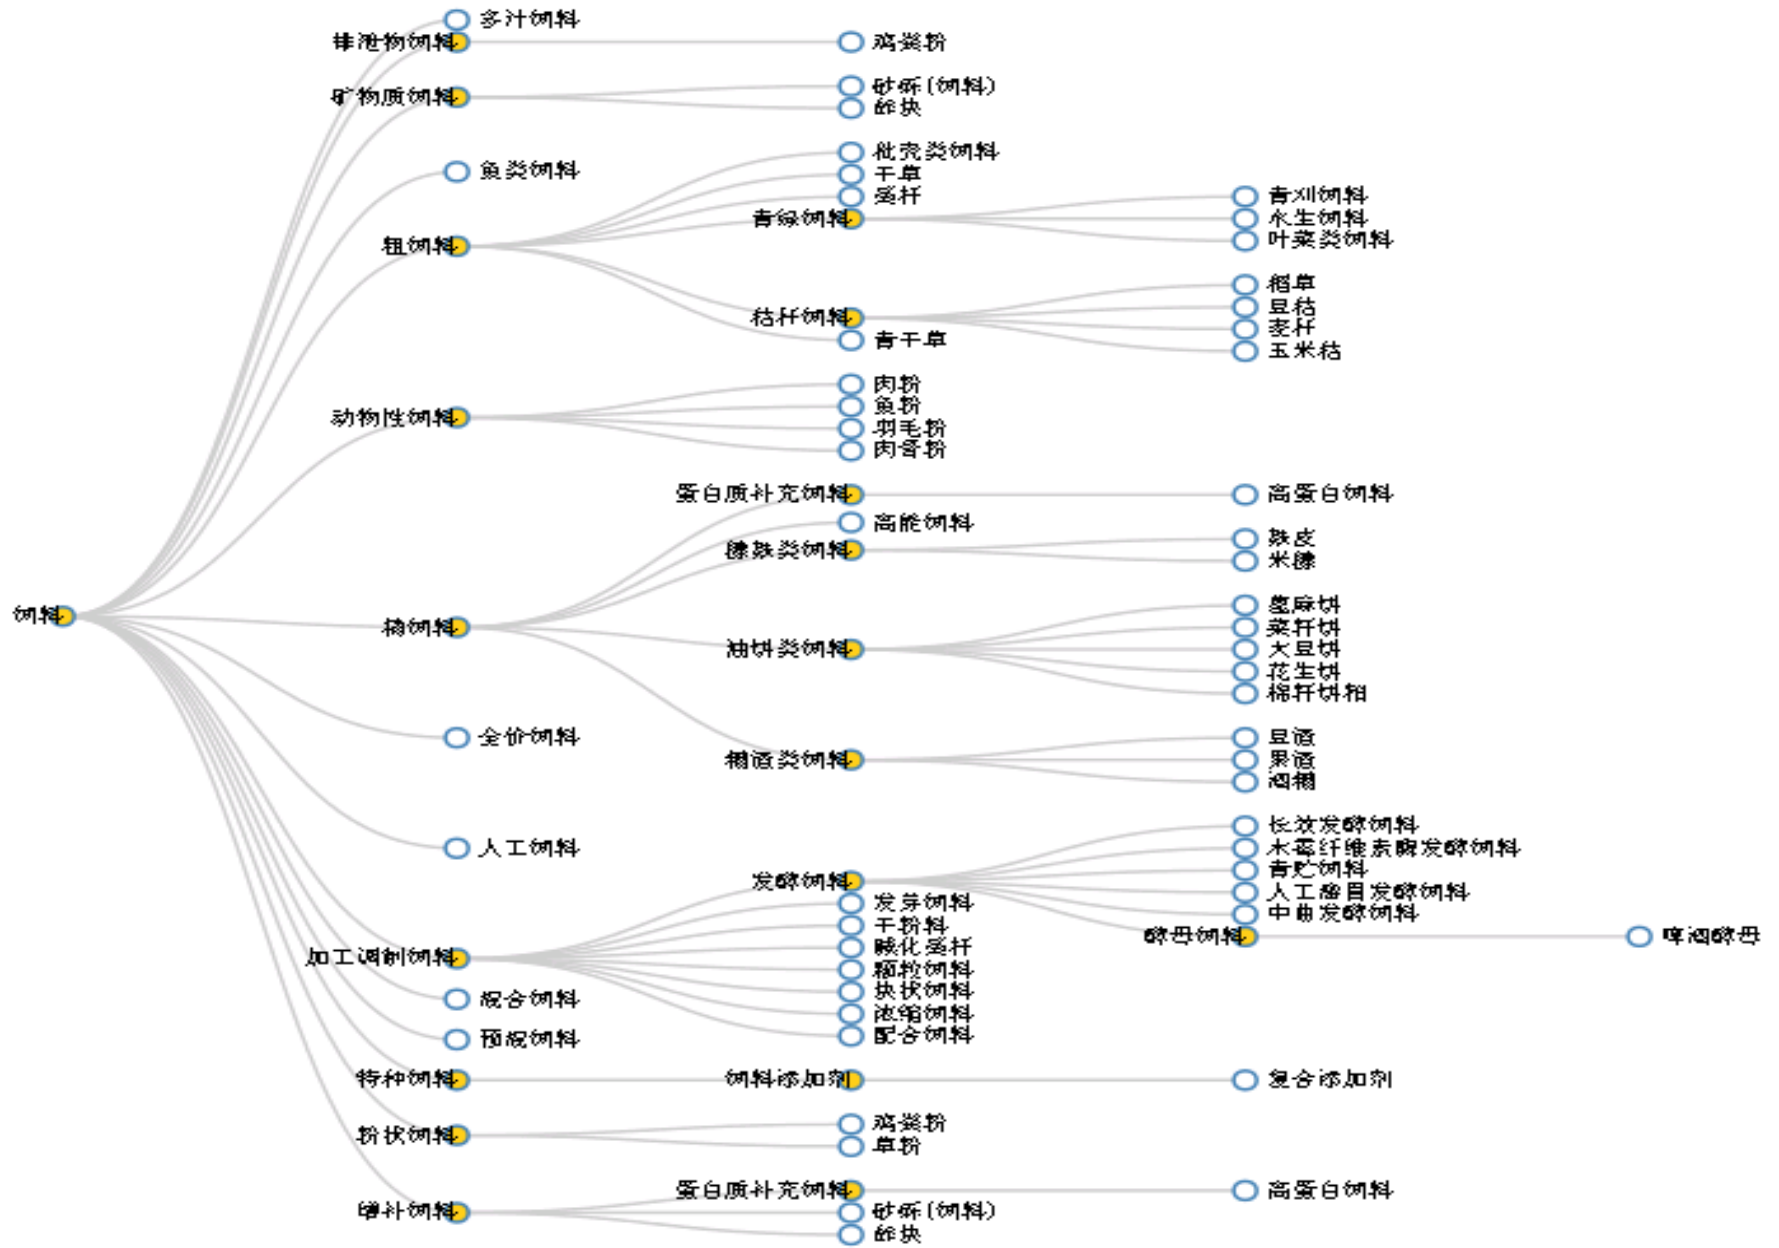 饲料
多汁饲料
排泄物饲料
鸡粪粉
矿物质饲料
砂砾(饲料)
盐块
鱼类饲料
粗饲料
秕壳类饲料
干草
蒿秆
青绿饲料
青刈饲料
水生饲料
叶菜类饲料
秸秆饲料
稻草
豆秸
麦秆
玉米秸
青干草
动物性饲料
肉粉
鱼粉
羽毛粉
肉骨粉
精饲料
蛋白质补充饲料
高蛋白饲料
高能饲料
糠麸类饲料
麸皮
米糠
油饼类饲料
蓖麻饼
菜籽饼
大豆饼
花生饼
棉籽饼粕
糟渣类饲料
豆渣
果渣
酒糟
全价饲料
人工饲料
加工调制饲料
发酵饲料
木霉纤维素酶发酵饲料
青贮饲料
人工瘤胃发酵饲料
中曲发酵饲料
酵母饲料
啤酒酵母
发芽饲料
干粉料
颗粒饲料
块状饲料
浓缩饲料
配合饲料
混合饲料
预混饲料
特种饲料
饲料添加剂
复合添加剂
粉状饲料
鸡粪粉
草粉
增补饲料
蛋白质补充饲料
高蛋白饲料
砂砾(饲料)
盐块